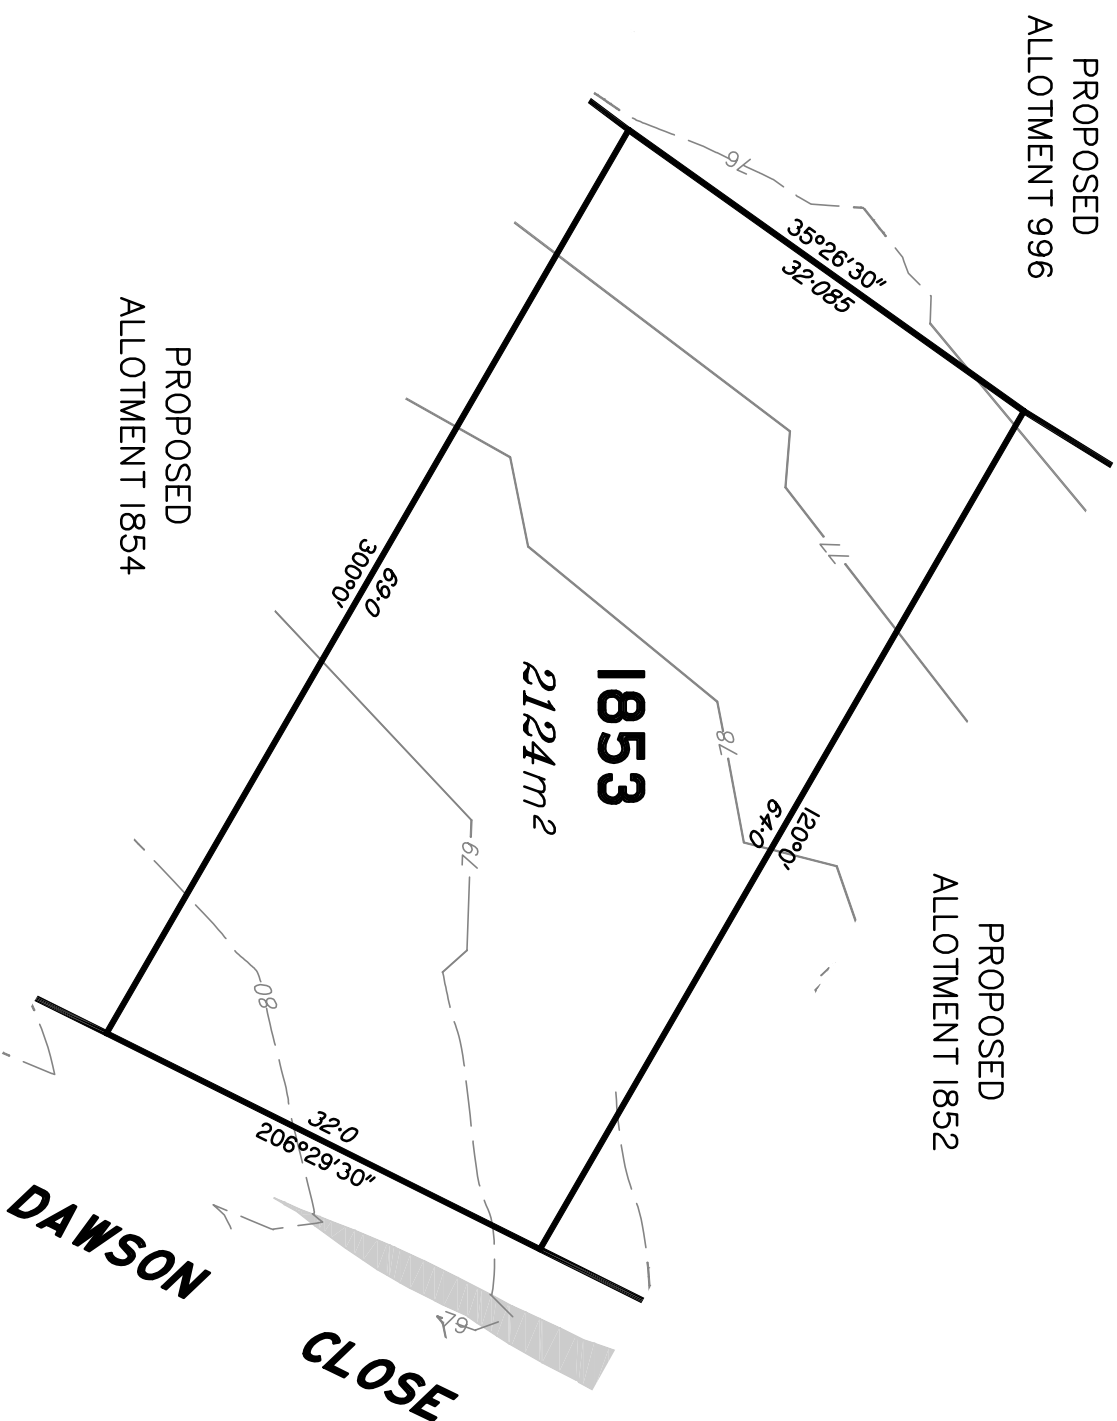 PROPOSED
ALLOTMENT 996
76
35°26'30"
32·085
77
PROPOSED
ALLOTMENT 1854
300°0'
69·0
1853
2124m²
78
64·0
120°0'
79
PROPOSED
ALLOTMENT 1852
80
32·0
206°29'30"
79
DAWSON
CLOSE